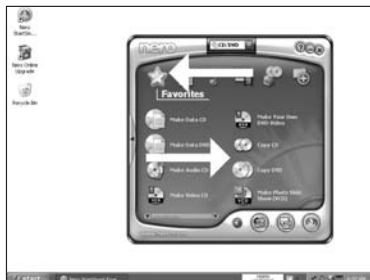 nero
CD/DVD
Nero
StartSm...
Nero Online
Upgrade
Recycle Bin
Favorites
Make Data CD
Make Your Own
DVD-Video
Make Data DVD
Copy CD
Make Audio CD
Copy DVD
Make Video CD
Make Photo Slide
Show (VCD)
start